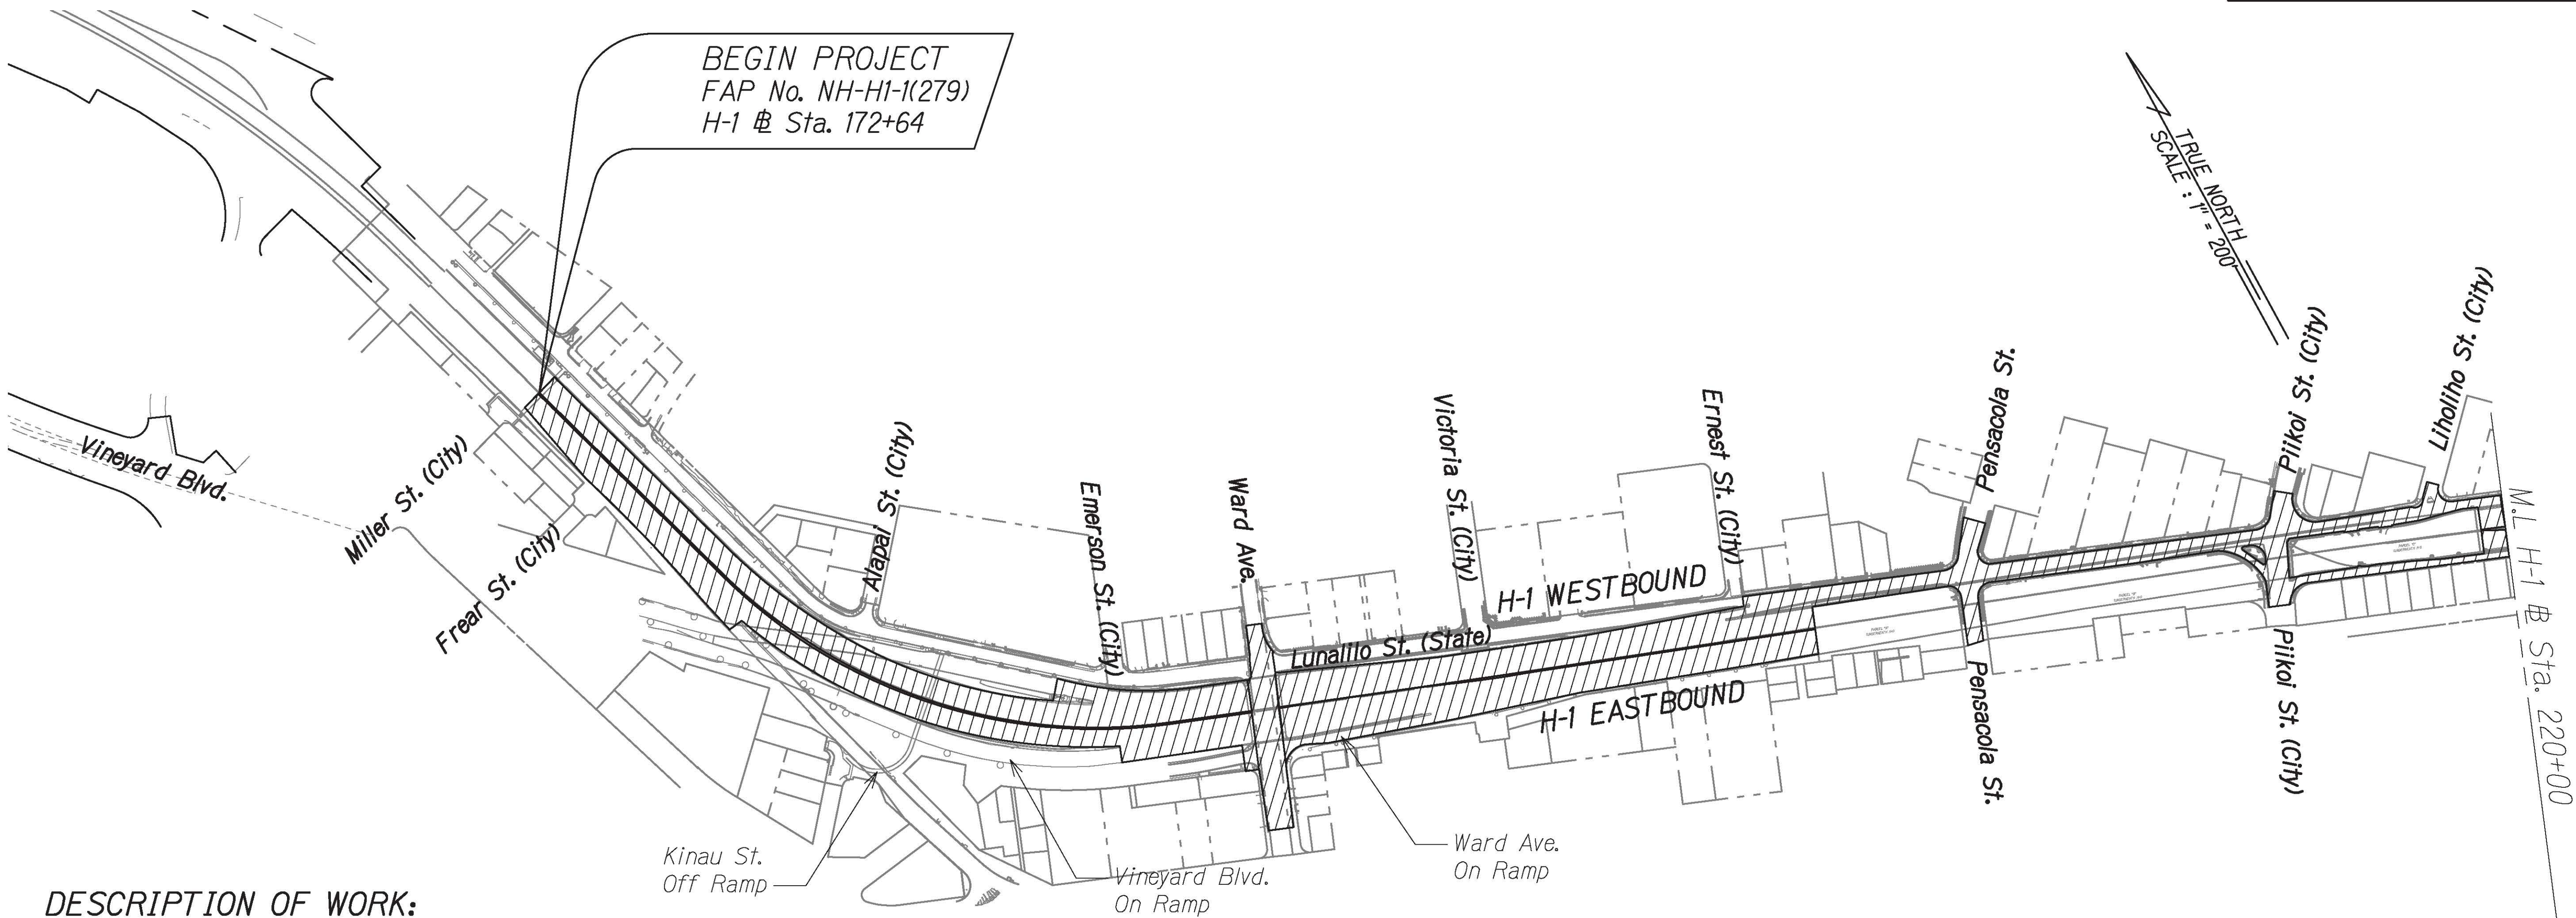 BEGIN PROJECT
FAP No. NH-H1-1(279)
H-1 ℄ Sta. 172+64
TRUE NORTH
SCALE : 1" = 200'
Vineyard Blvd.
Miller St. (City)
Frear St. (City)
Alapai St. (City)
Emerson St. (City)
Ward Ave.
Victoria St. (City)
Ernest St. (City)
Pensacola St.
Piikoi St. (City)
Liholiho St. (City)
H-1 WESTBOUND
Lunalilo St. (State)
H-1 EASTBOUND
Pensacola St.
Piikoi St. (City)
M.L H-1 ℄ Sta. 220+00
Kinau St.
Off Ramp
Vineyard Blvd.
On Ramp
Ward Ave.
On Ramp
DESCRIPTION OF WORK: